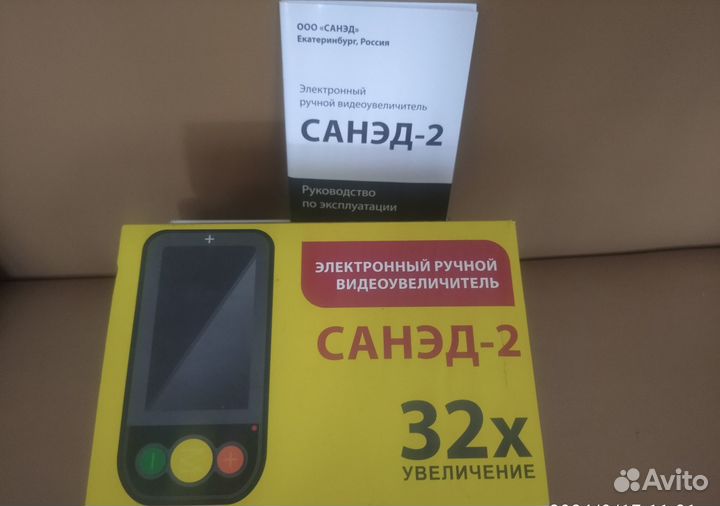 ООО «САНЭД»
Екатеринбург, Россия
Электронный
ручной видеоувеличитель
САНЭД-2
Руководство
по эксплуатации
ЭЛЕКТРОННЫЙ РУЧНОЙ
ВИДЕОУВЕЛИЧИТЕЛЬ
САНЭД-2
32x
УВЕЛИЧЕНИЕ
Avito